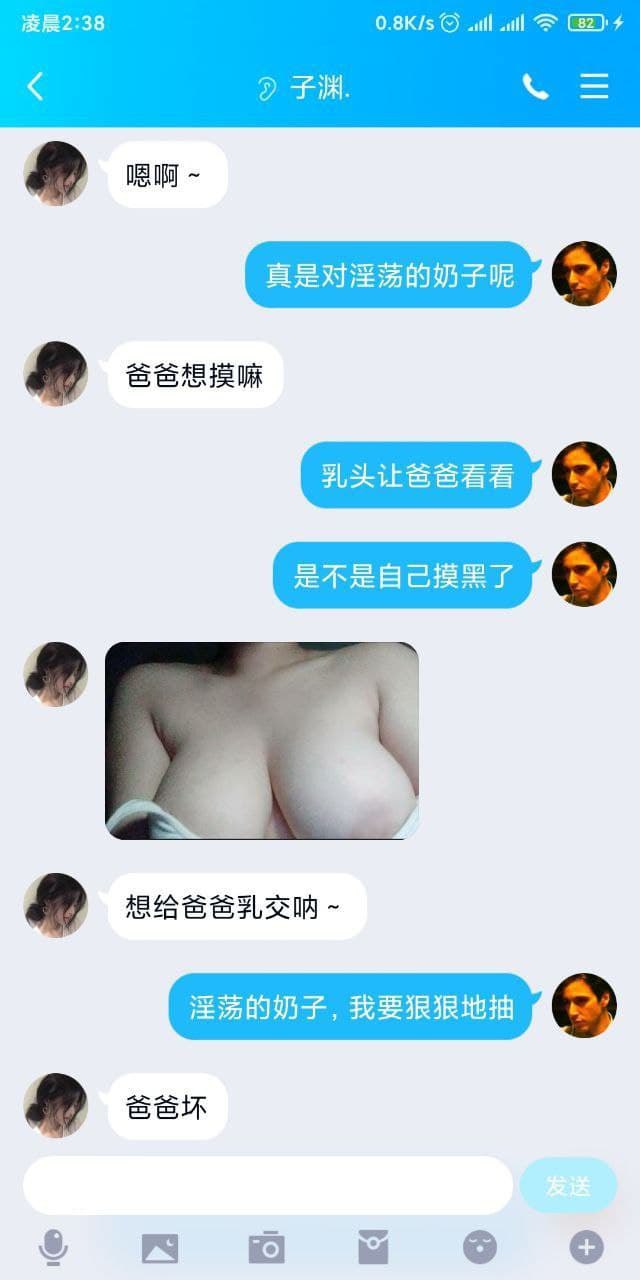 凌晨2:38
0.8K/s
82
子渊.
嗯啊~
真是对淫荡的奶子呢
爸爸想摸嘛
乳头让爸爸看看
是不是自己摸黑了
想给爸爸乳交呐~
淫荡的奶子，我要狠狠地抽
爸爸坏
发送